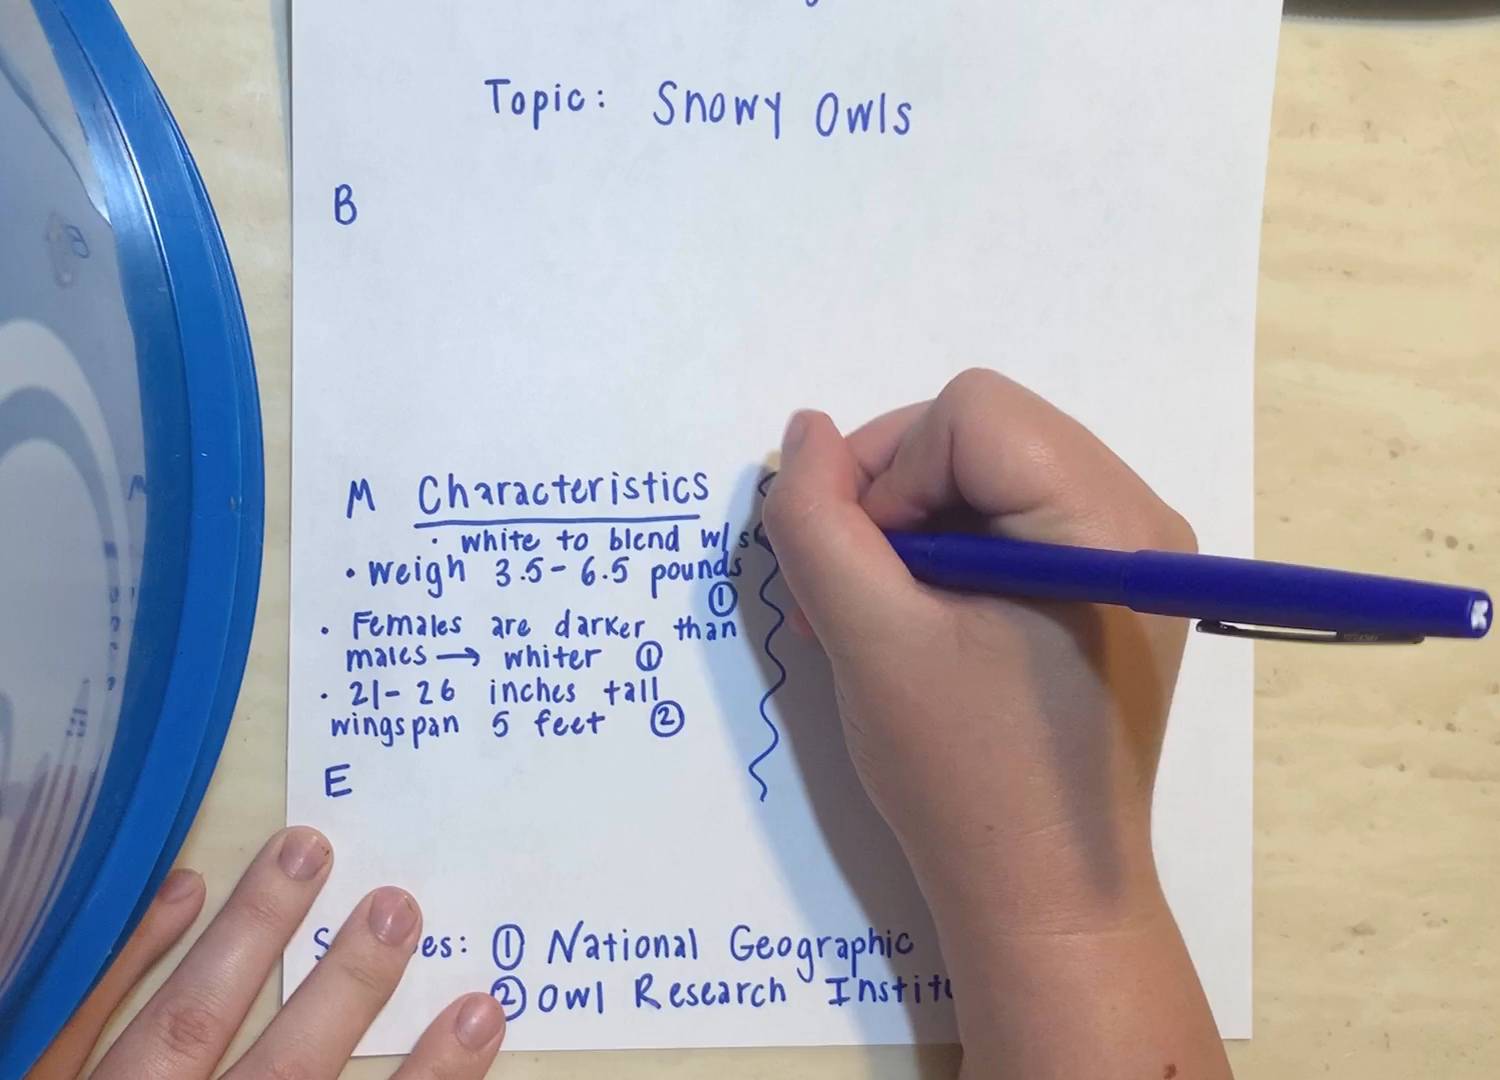 Topic: Snowy Owls
B
M Characteristics
· white to blend w/
· weigh 3.5-6.5 pounds
①
· Females are darker than
males → whiter ①
· 21-26 inches tall
wingspan 5 feet ②
E
① National Geographic
② Owl Research